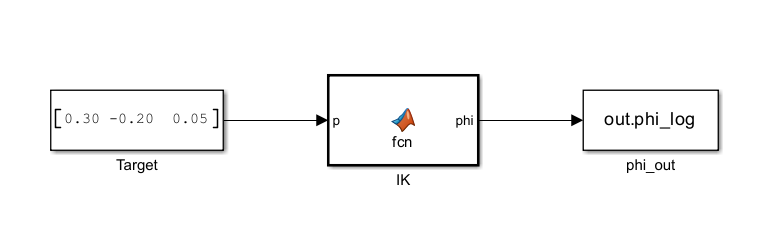 [0.30 -0.20 0.05]
Target
p
fcn
phi
IK
out.phi_log
phi_out